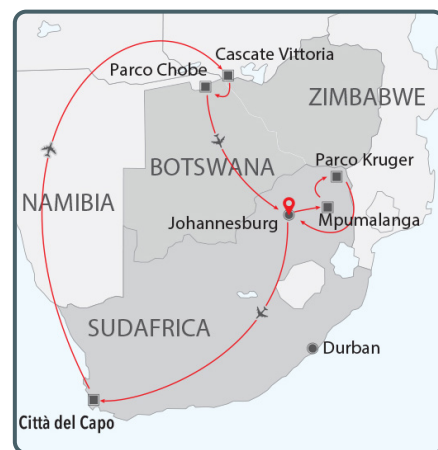 Cascate Vittoria
Parco Chobe
ZIMBABWE
Parco Kruger
BOTSWANA
NAMIBIA
Johannesburg
Mpumalanga
SUDAFRICA
Durban
Città del Capo